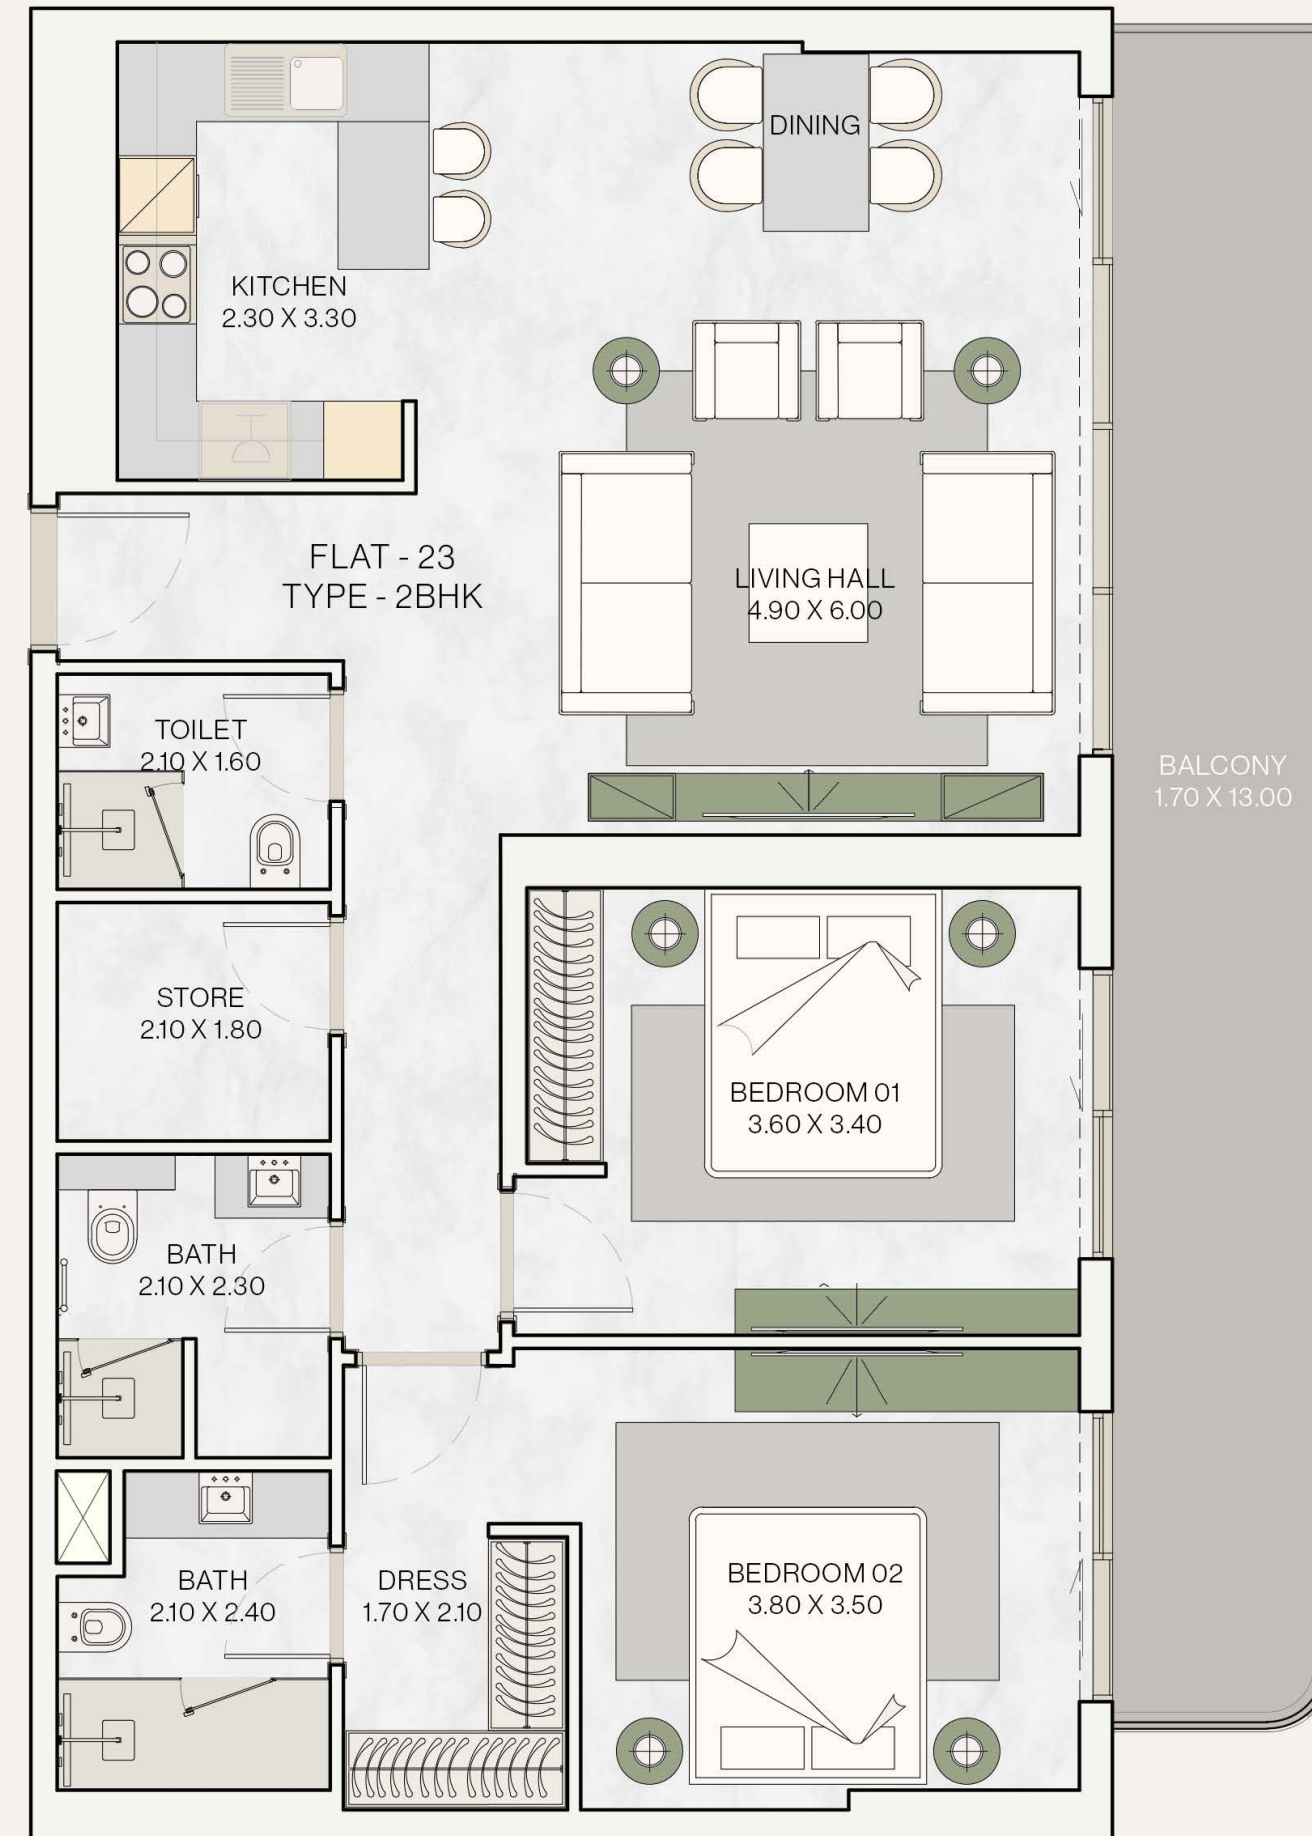 DINING
KITCHEN
2.30 X 3.30
FLAT - 23
TYPE - 2BHK
LIVING HALL
4.90 X 6.00
TOILET
2.10 X 1.60
BALCONY
1.70 X 13.00
STORE
2.10 X 1.80
BEDROOM 01
3.60 X 3.40
BATH
2.10 X 2.30
BATH
2.10 X 2.40
DRESS
1.70 X 2.10
BEDROOM 02
3.80 X 3.50